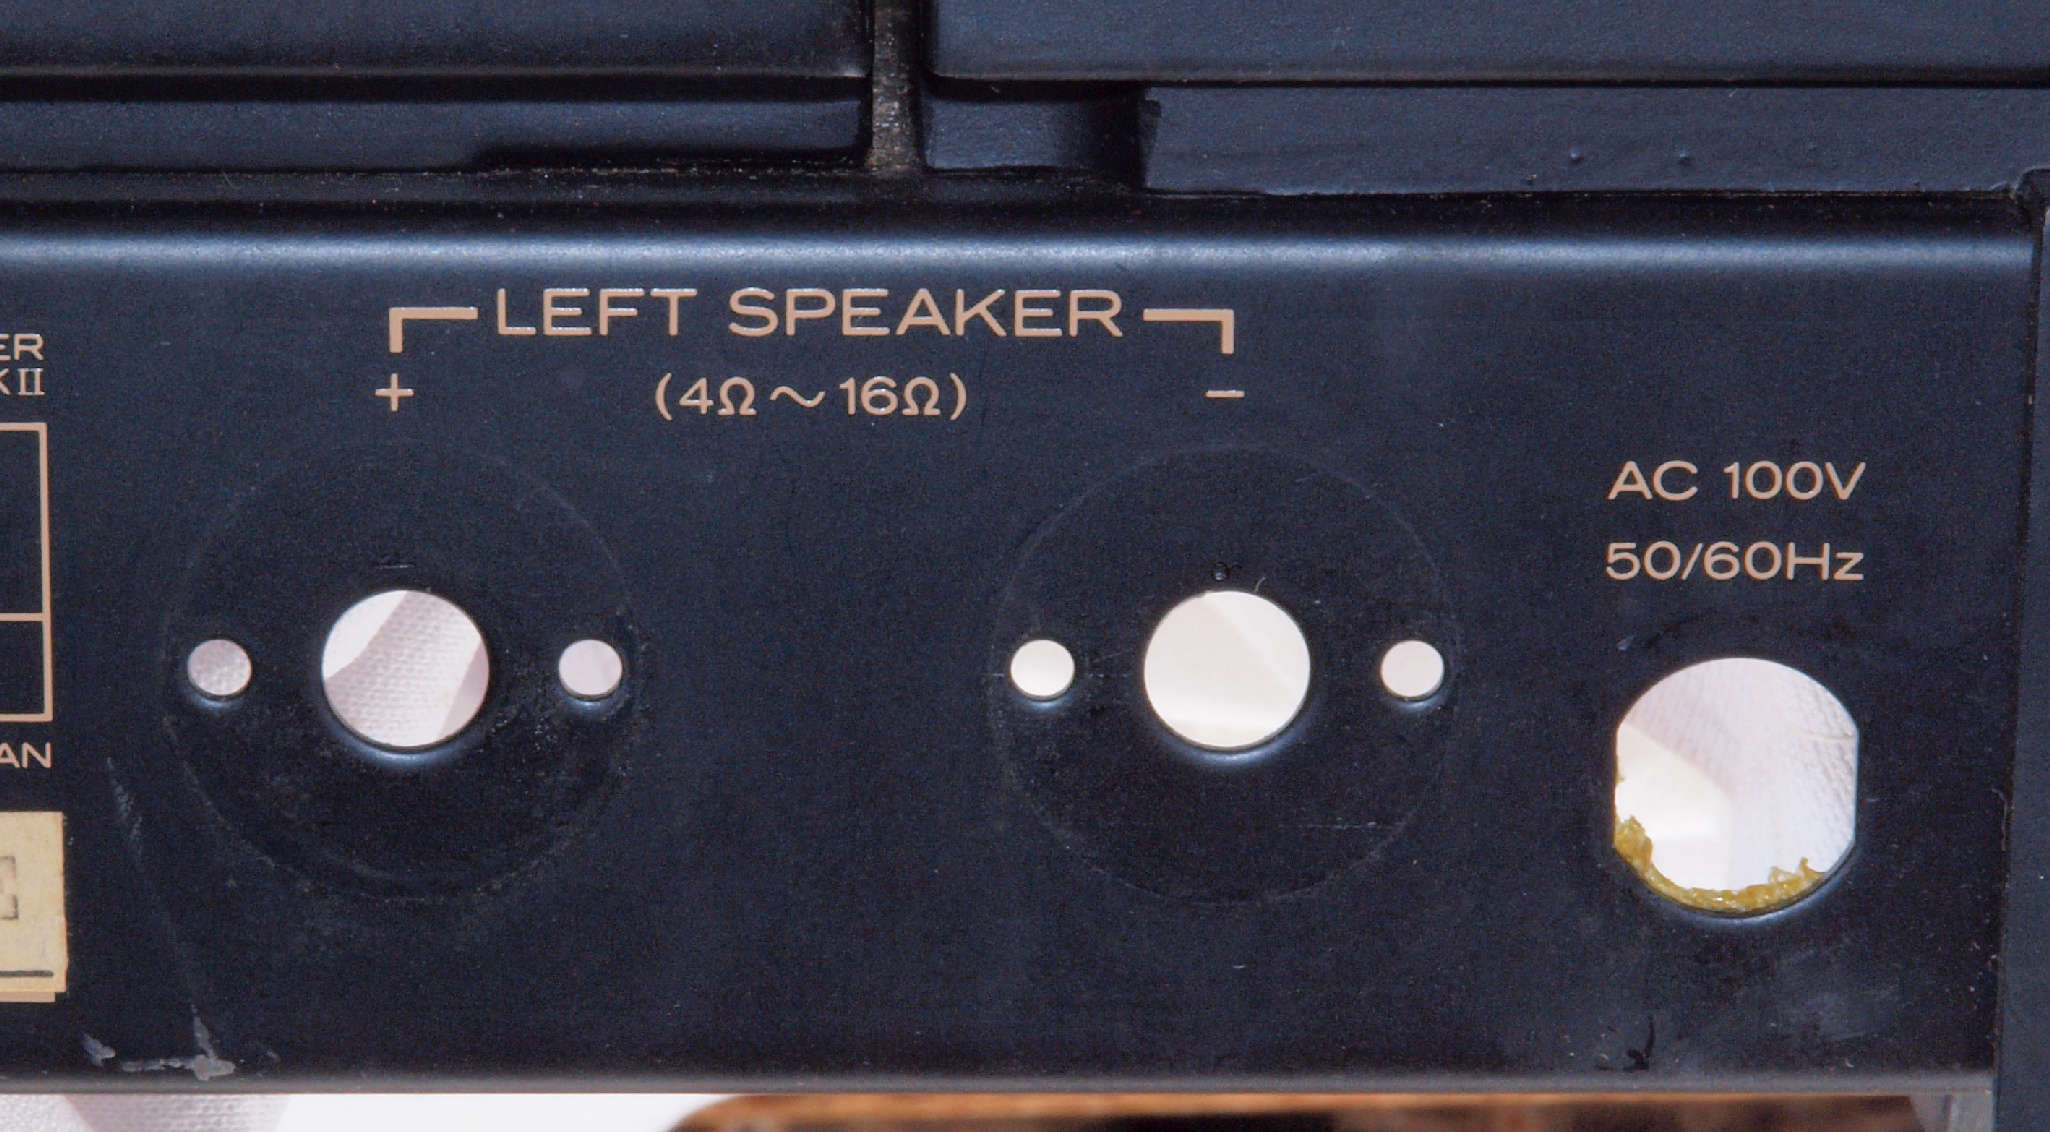 LEFT SPEAKER
+ (4Ω～16Ω) −
AC 100V
50/60Hz